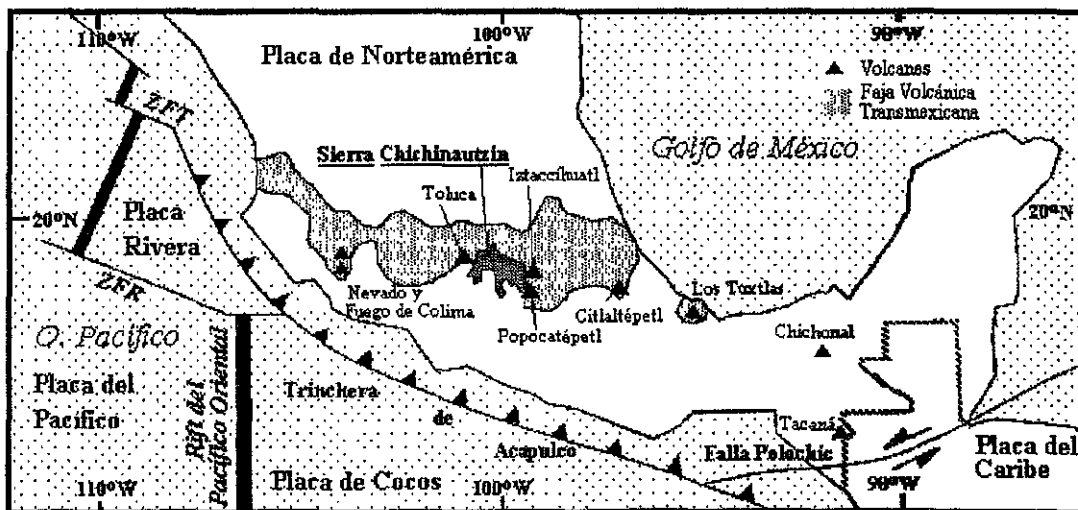 110°W
100°W
90°W
Placa de Norteamérica
Volcanes
Faja Volcánica
Transmexicana
ZFT
Golfo de México
Sierra Chichinautzin
Iztaccíhuatl
Toluca
20°N
20°N
Placa
Rivera
ZFR
Nevado y
Fuego de Colima
Popocatépetl
Citlaltépetl
Los Tuxtlas
Chichonal
O. Pacífico
Placa del
Pacífico
Rift del
Pacífico Oriental
Trinchera
de
Acapulco
Tacaná
Falla Polochic
Placa del
Caribe
Placa de Cocos
110°W
100°W
90°W